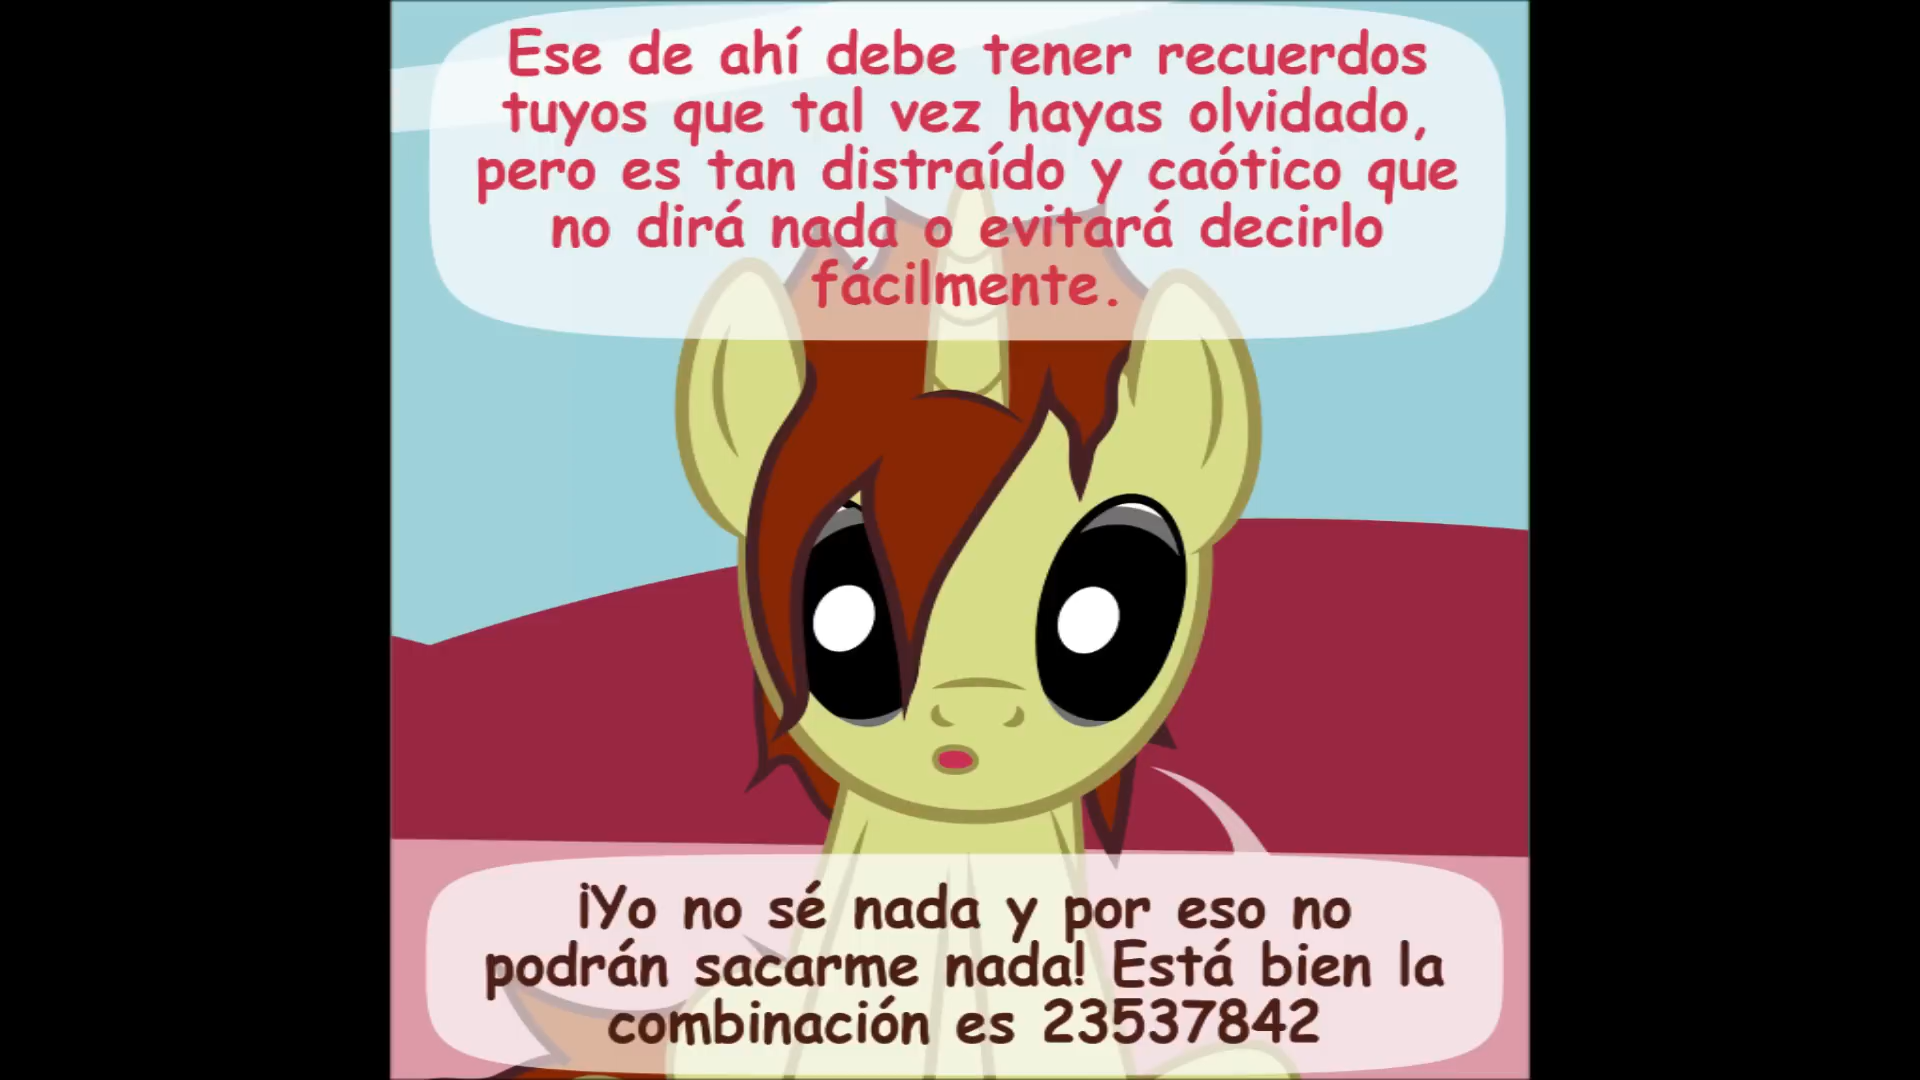 Ese de ahí debe tener recuerdos
tuyos que tal vez hayas olvidado,
pero es tan distraído y caótico que
no dirá nada o evitará decirlo
fácilmente.
¡Yo no sé nada y por eso no
podrán sacarme nada! Está bien la
combinación es 23537842